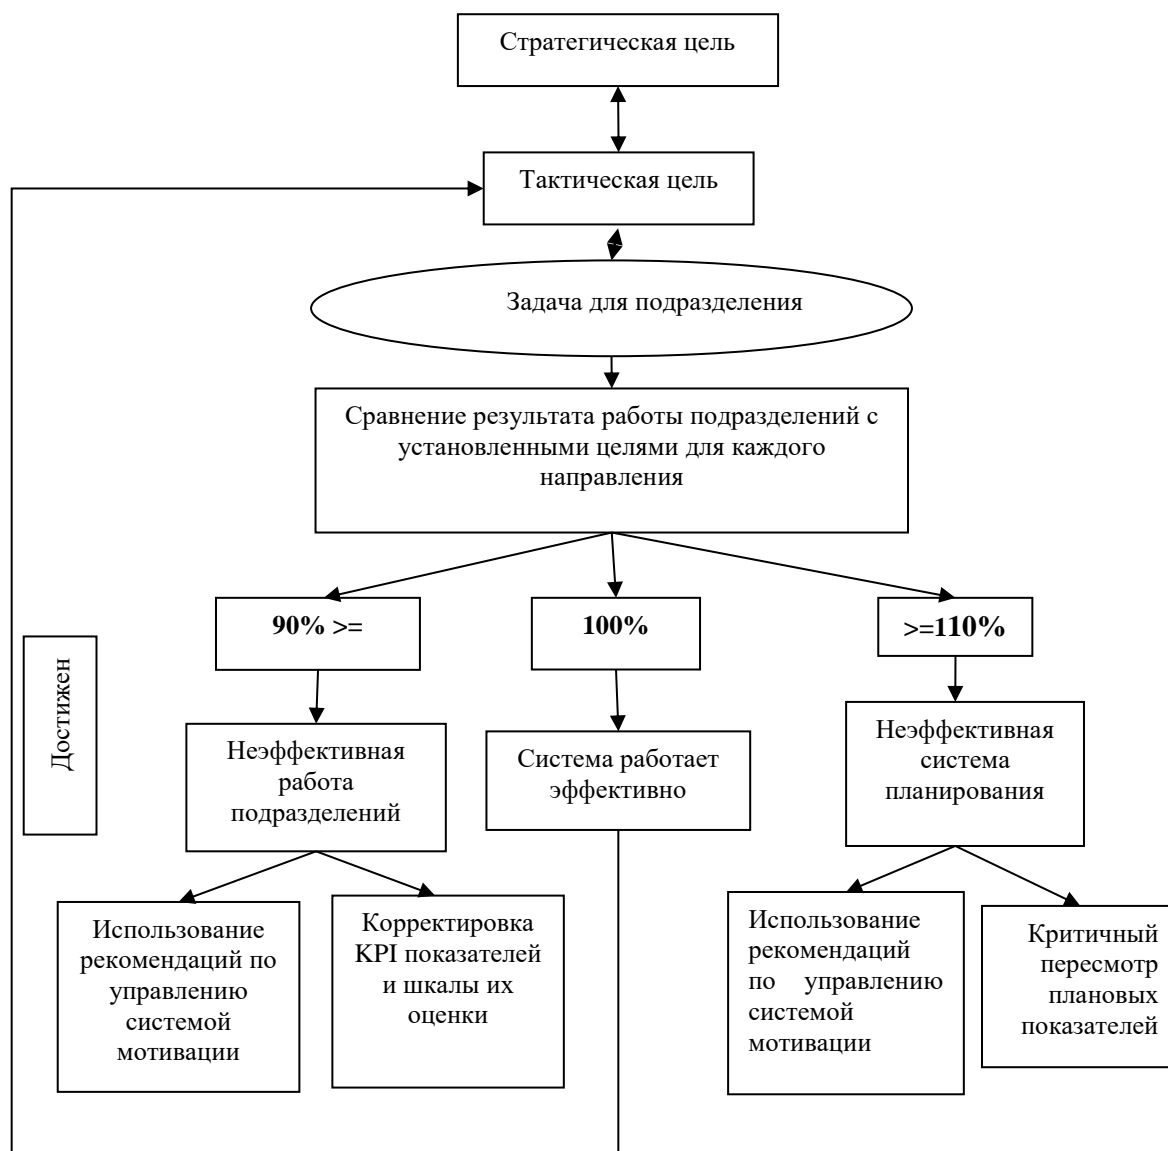 Стратегическая цель
Тактическая цель
Задача для подразделения
Сравнение результата работы подразделений с
установленными целями для каждого
направления
90% >=
100%
>=110%
Достижен
Неэффективная
работа
подразделений
Система работает
эффективно
Неэффективная
система
планирования
Использование
рекомендаций по
управлению
системой
мотивации
Корректировка
KPI показателей
и шкалы их
оценки
Использование
рекомендаций
по управлению
системой
мотивации
Критичный
пересмотр
плановых
показателей